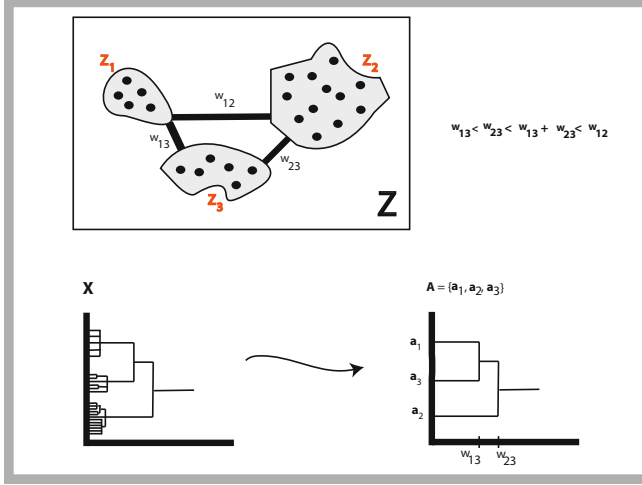 Z1
Z2
w12
w13
w23
Z3
Z
w13 < w23 < w13 + w23 < w12
X
A = {a1, a2, a3}
a1
a3
a2
w13 w23